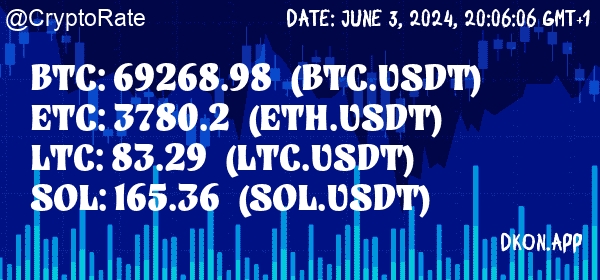 @CryptoRate
DATE: JUNE 3, 2024, 20:06:06 GMT+1
BTC: 69268.98 (BTC.USDT)
ETC: 3780.2 (ETH.USDT)
LTC: 83.29 (LTC.USDT)
SOL: 165.36 (SOL.USDT)
DKON.APP